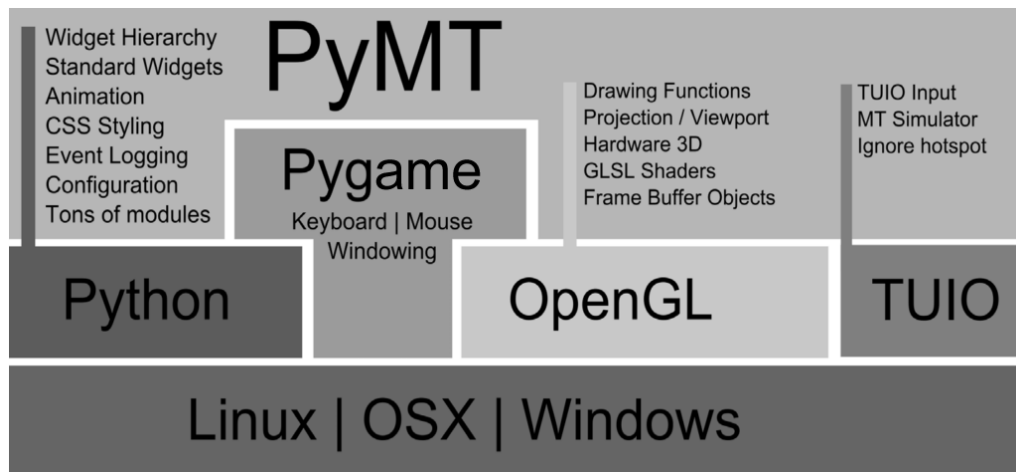 PyMT
Widget Hierarchy
Standard Widgets
Animation
CSS Styling
Event Logging
Configuration
Tons of modules
Pygame
Keyboard | Mouse
Windowing
Drawing Functions
Projection / Viewport
Hardware 3D
GLSL Shaders
Frame Buffer Objects
TUIO Input
MT Simulator
Ignore hotspot
Python
OpenGL
TUIO
Linux | OSX | Windows